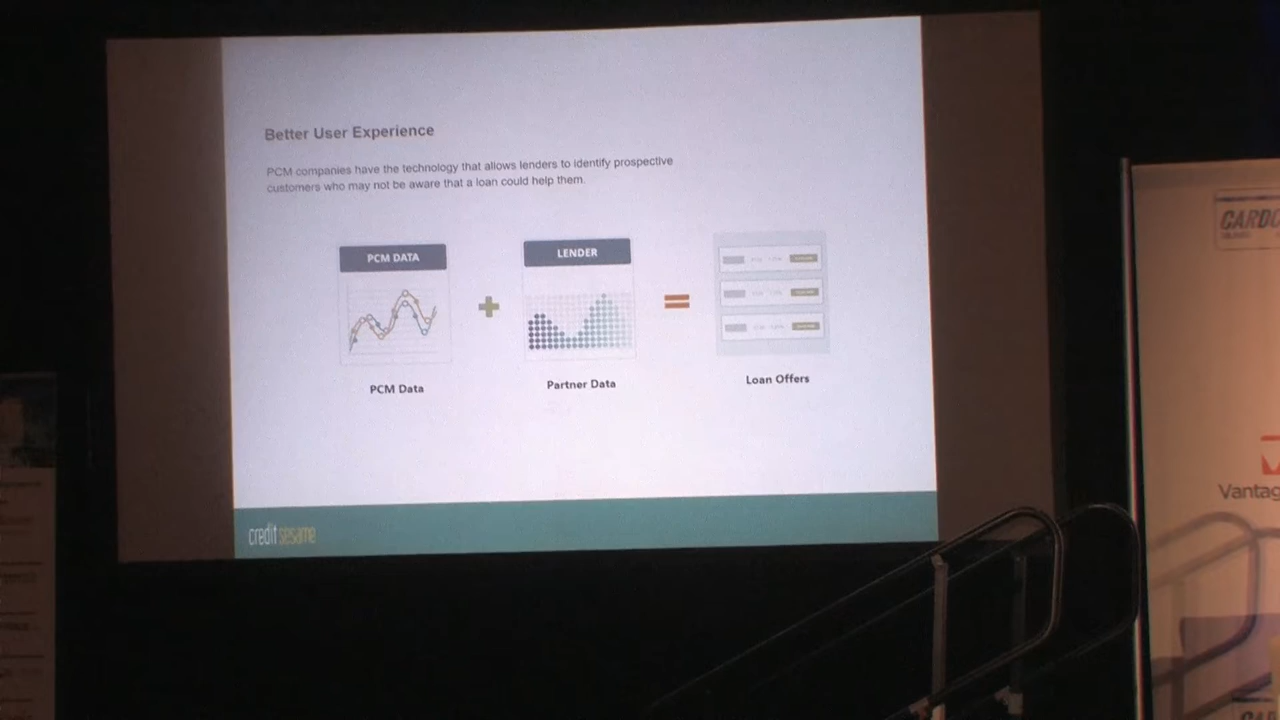 Better User Experience
PCM companies have the technology that allows lenders to identify prospective
customers who may not be aware that a loan could help them.
PCM DATA
LENDER
PCM Data
Partner Data
Loan Offers
credit sesame
CARDC
Vantag